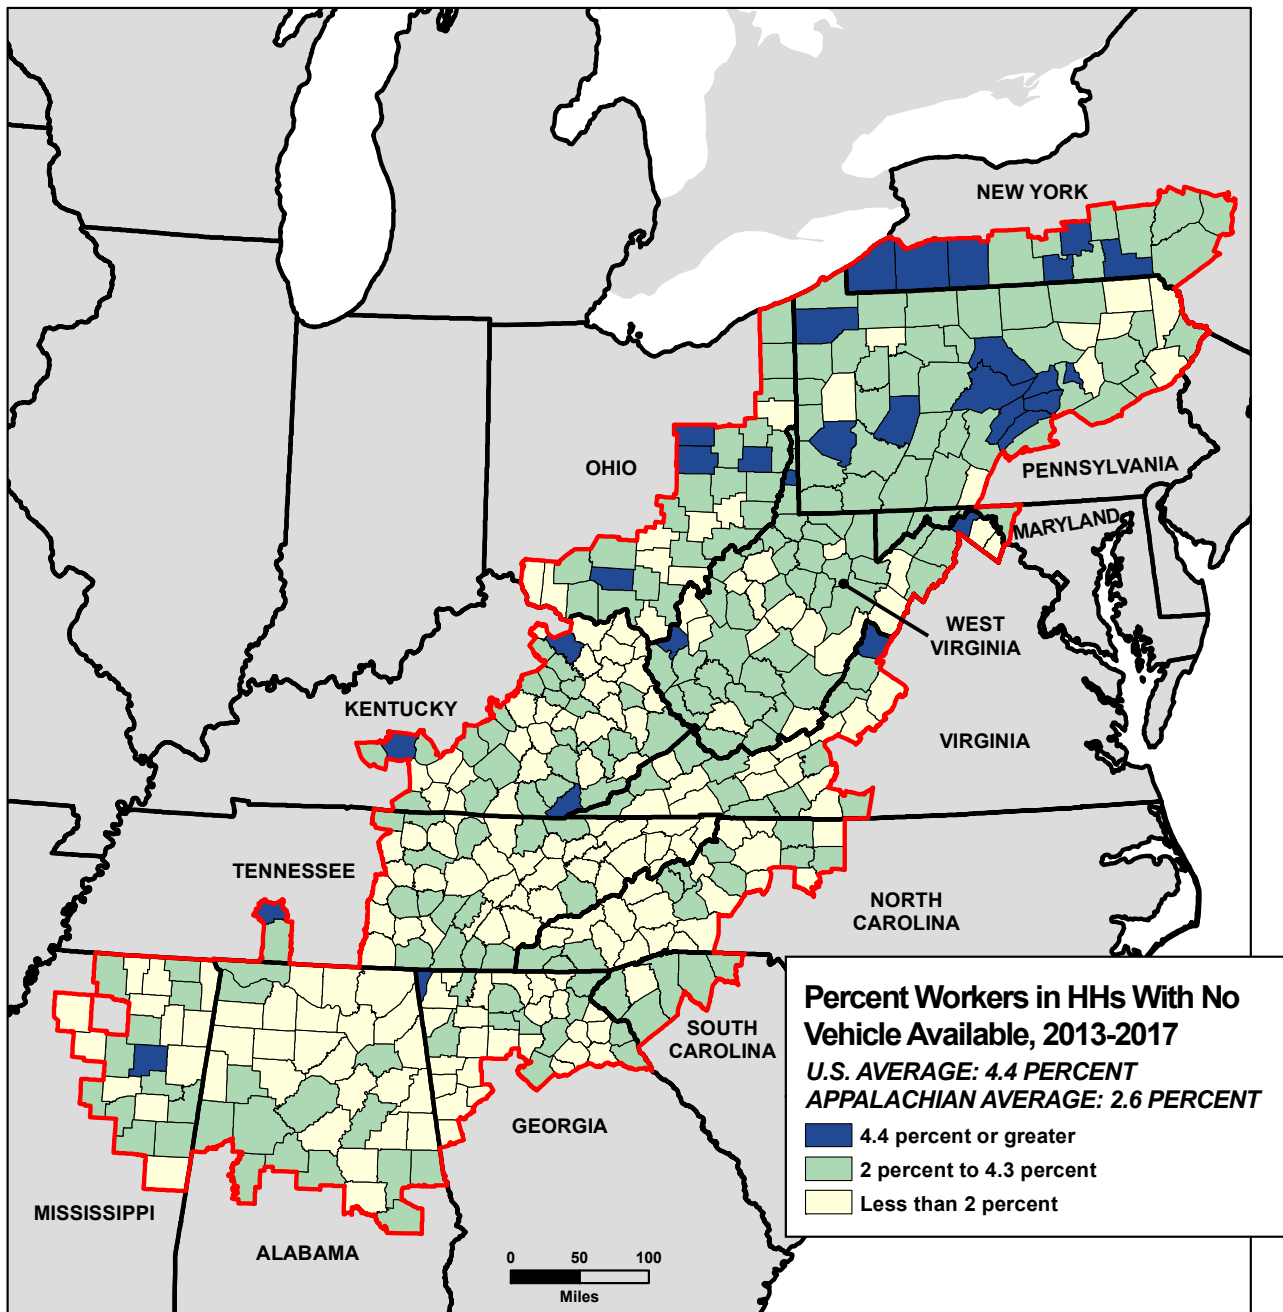 NEW YORK
OHIO
PENNSYLVANIA
MARYLAND
WEST
VIRGINIA
KENTUCKY
VIRGINIA
TENNESSEE
NORTH
CAROLINA
SOUTH
CAROLINA
GEORGIA
MISSISSIPPI
ALABAMA
Percent Workers in HHs With No
Vehicle Available, 2013-2017
U.S. AVERAGE: 4.4 PERCENT
APPALACHIAN AVERAGE: 2.6 PERCENT
4.4 percent or greater
2 percent to 4.3 percent
Less than 2 percent
0 50 100
Miles